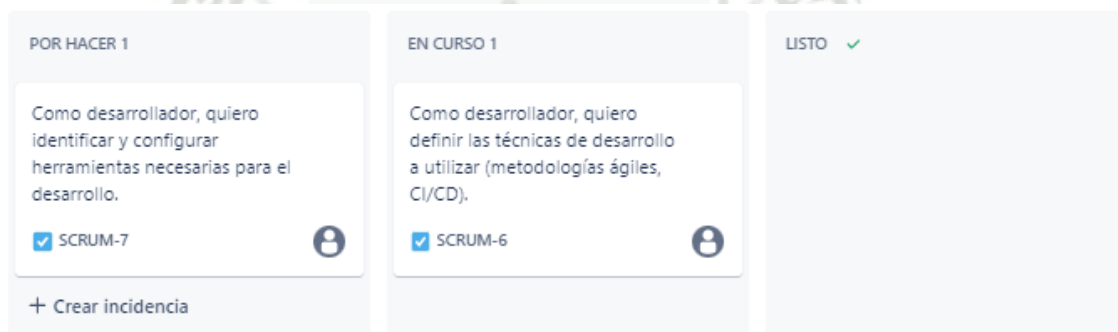 POR HACER 1
Como desarrollador, quiero
identificar y configurar
herramientas necesarias para el
desarrollo.
SCRUM-7
+ Crear incidencia
EN CURSO 1
Como desarrollador, quiero
definir las técnicas de desarrollo
a utilizar (metodologías ágiles,
CI/CD).
SCRUM-6
LISTO